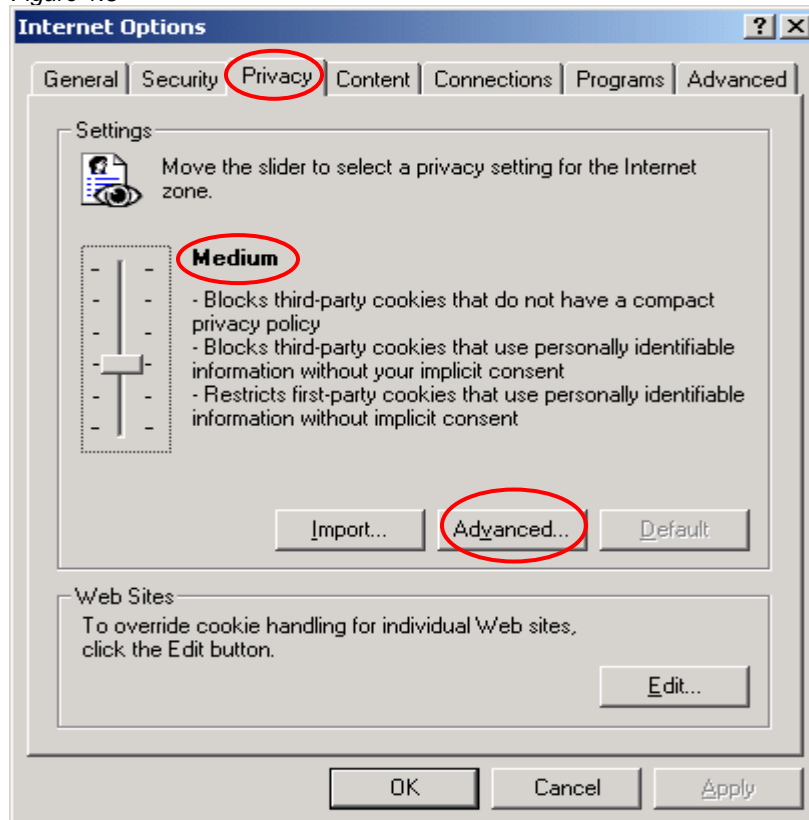 Internet Options
General Security Privacy Content Connections Programs Advanced
Settings
Move the slider to select a privacy setting for the Internet
zone.
Medium
- Blocks third-party cookies that do not have a compact
privacy policy
- Blocks third-party cookies that use personally identifiable
information without your implicit consent
- Restricts first-party cookies that use personally identifiable
information without implicit consent
Import... Advanced... Default
Web Sites
To override cookie handling for individual Web sites,
click the Edit button.
Edit...
OK Cancel Apply